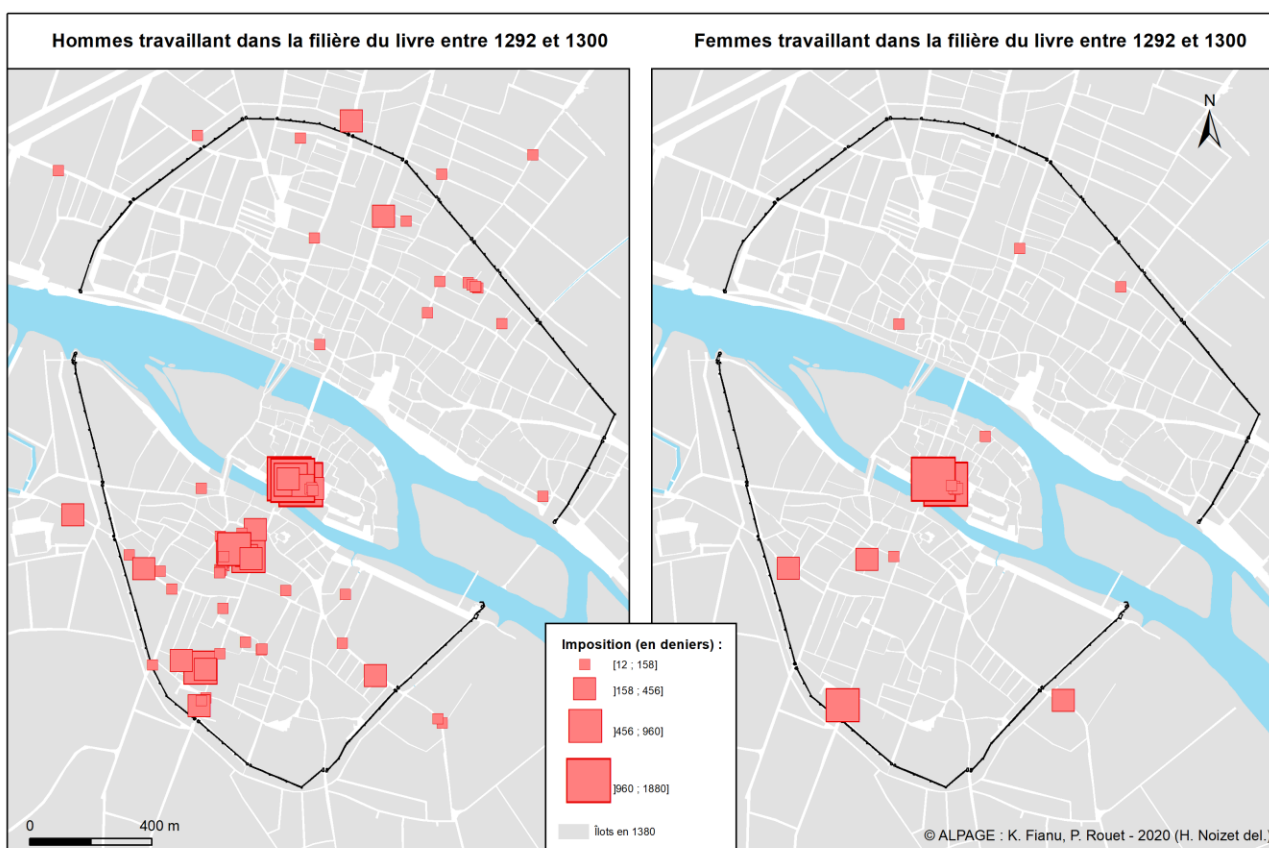 Hommes travaillant dans la filière du livre entre 1292 et 1300
Femmes travaillant dans la filière du livre entre 1292 et 1300
N
Imposition (en deniers) :
]12 ; 158]
]158 ; 456]
]456 ; 960]
]960 ; 1880]
Îlots en 1380
0 400 m
© ALPAGE : K. Fianu, P. Rouet - 2020 (H. Noizet del.)